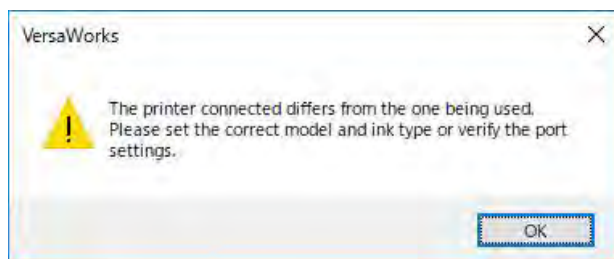 VersaWorks
The printer connected differs from the one being used.
Please set the correct model and ink type or verify the port
settings.
OK